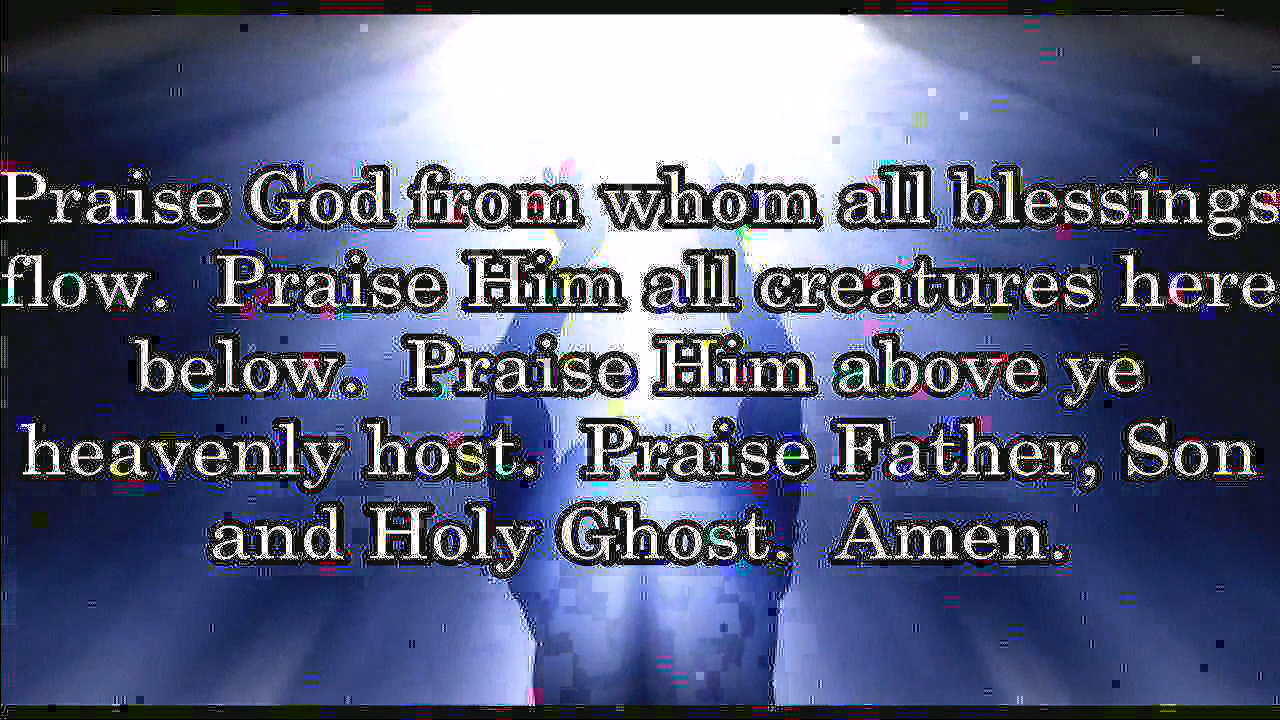 Praise God from whom all blessings
flow.  Praise Him all creatures here
below.  Praise Him above ye
heavenly host.  Praise Father, Son
and Holy Ghost.  Amen.